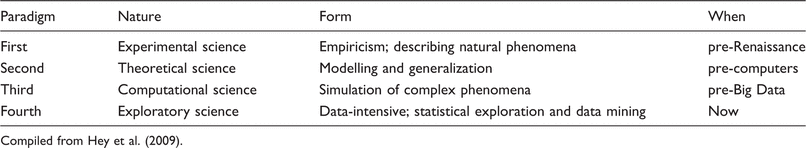 Paradigm Nature Form When
First Experimental science Empiricism; describing natural phenomena pre-Renaissance
Second Theoretical science Modelling and generalization pre-computers
Third Computational science Simulation of complex phenomena pre-Big Data
Fourth Exploratory science Data-intensive; statistical exploration and data mining Now
Compiled from Hey et al. (2009).